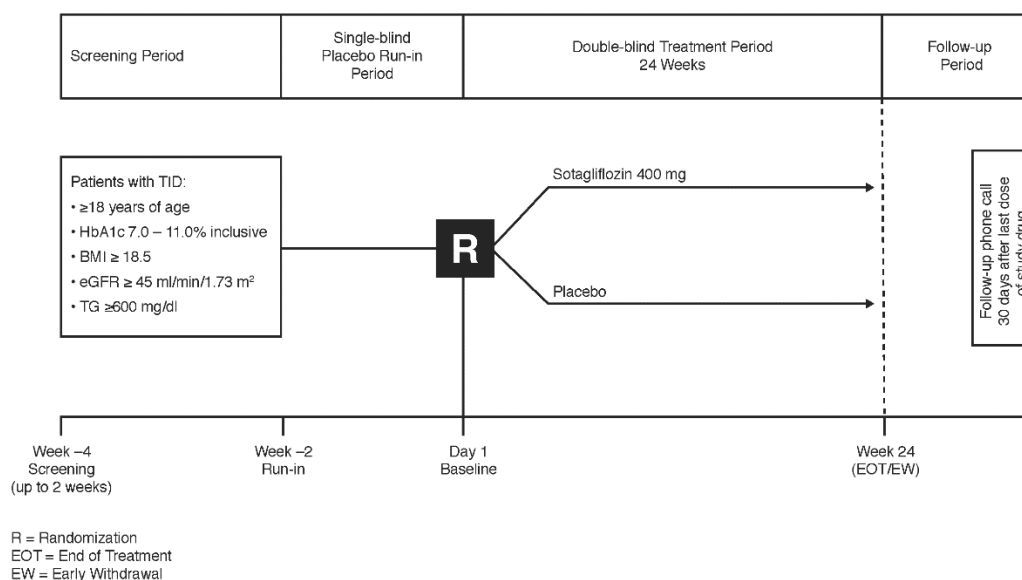 Screening Period
Single-blind
Placebo Run-in
Period
Double-blind Treatment Period
24 Weeks
Follow-up
Period
Patients with TID:
• ≥18 years of age
• HbA1c 7.0 – 11.0% inclusive
• BMI ≥ 18.5
• eGFR ≥ 45 ml/min/1.73 m²
• TG ≥600 mg/dl
R
Sotagliflozin 400 mg
Placebo
Follow-up phone call
30 days after last dose
of study drug
Week –4
Screening
(up to 2 weeks)
Week –2
Run-in
Day 1
Baseline
Week 24
(EOT/EW)
R = Randomization
EOT = End of Treatment
EW = Early Withdrawal